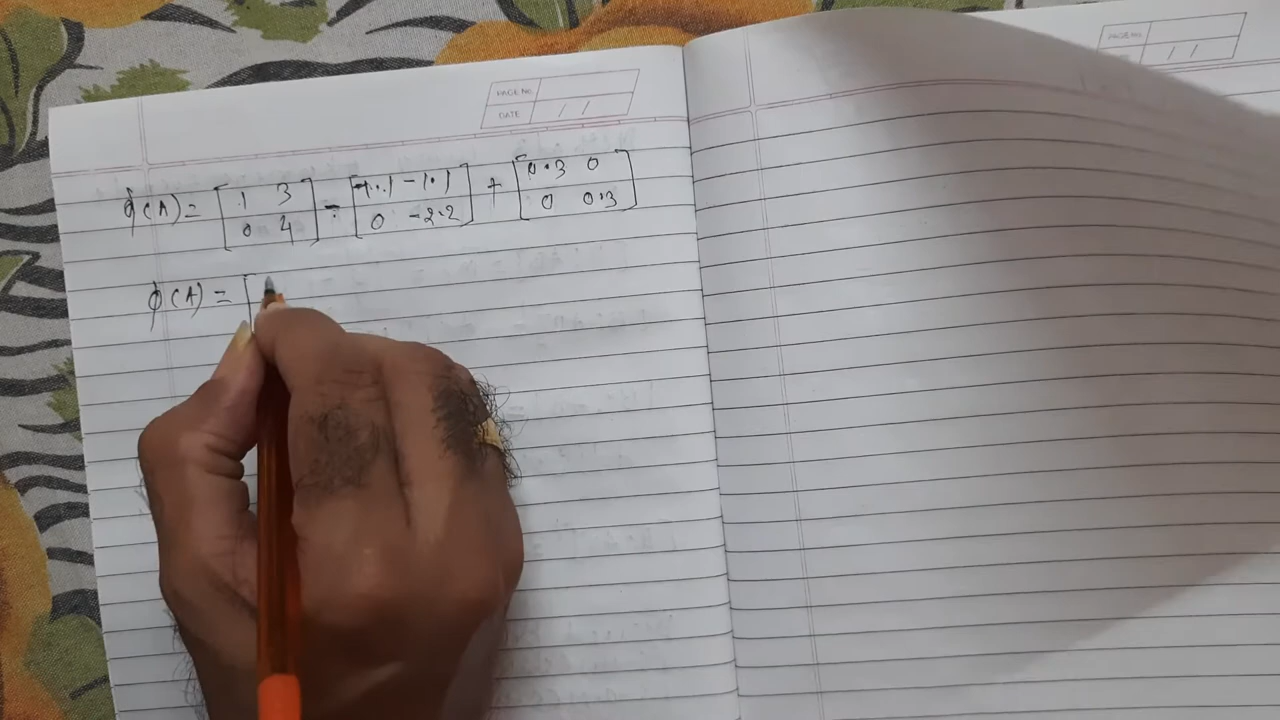 PAGE No.
DATE / /
PAGE NO.
/ /
ϕ(A) = [1 3; 0 4] - [-1.1 -1.1; 0 -2.2] + [0.3 0; 0 0.3]
ϕ(A) = [